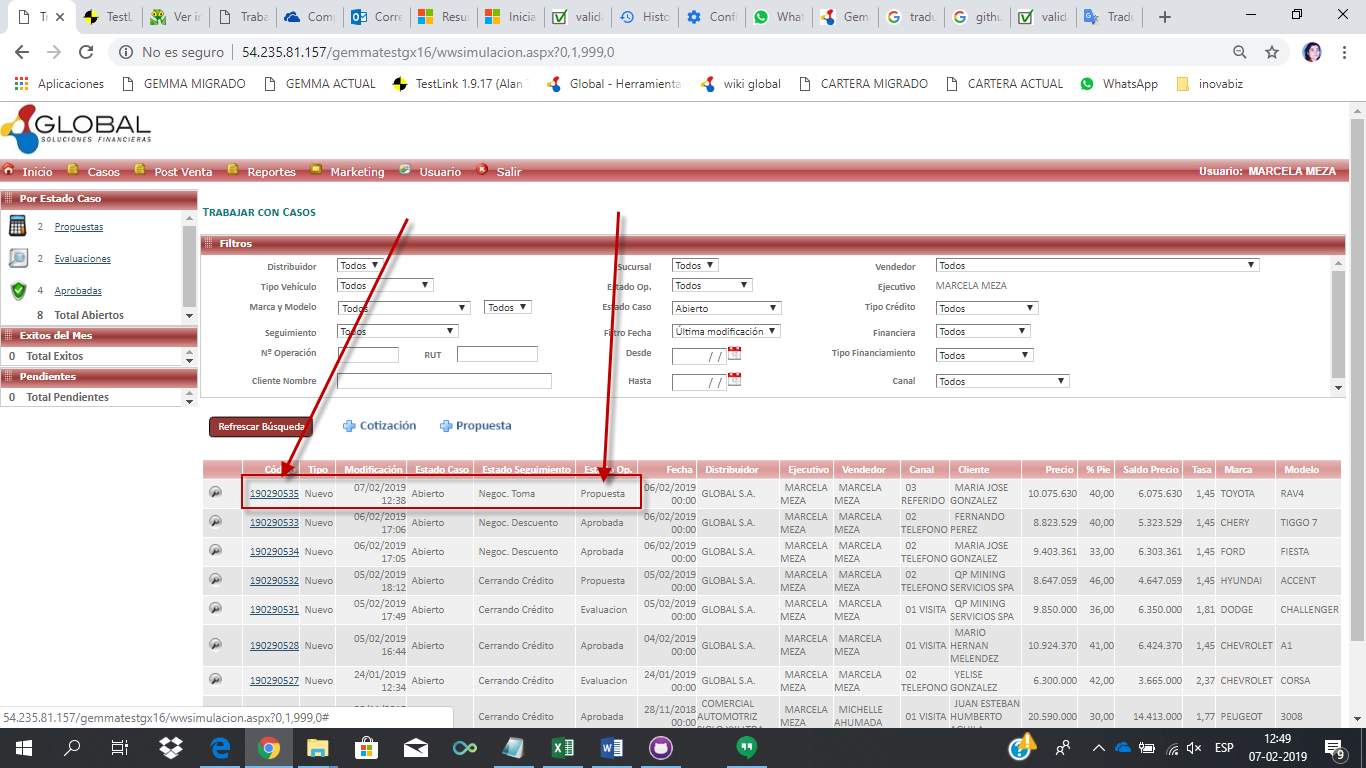 Tr
TestL
Ver in
Traba
Com
Corre
Resu
Inicia
valida
Histo
Confi
What
Gem
tradu
githu
valid
Tradu
No es seguro | 54.235.81.157/gemmatestgx16/wwsimulacion.aspx?0,1,999,0
Aplicaciones
GEMMA MIGRADO
GEMMA ACTUAL
TestLink 1.9.17 (Alan
Global - Herramienta
wiki global
CARTERA MIGRADO
CARTERA ACTUAL
WhatsApp
inovabiz
GLOBAL
SOLUCIONES FINANCIERAS
Inicio Casos Post Venta Reportes Marketing Usuario Salir
Usuario: MARCELA MEZA
Por Estado Caso
2 Propuestas
2 Evaluaciones
4 Aprobadas
8 Total Abiertos
Exitos del Mes
0 Total Exitos
Pendientes
0 Total Pendientes
TRABAJAR CON CASOS
Filtros
Distribuidor Todos Sucursal Todos Vendedor Todos
Tipo Vehículo Todos Estado Op. Todos Ejecutivo MARCELA MEZA
Marca y Modelo Todos Todos Estado Caso Abierto Tipo Crédito Todos
Seguimiento Todos Filtro Fecha Última modificación Financiera Todos
Nº Operación RUT Desde / / Tipo Financiamiento Todos
Cliente Nombre Hasta / / Canal Todos
Refrescar Búsqueda Cotización Propuesta
Tipo Modificación Estado Caso Estado Seguimiento Op. Fecha Distribuidor Ejecutivo Vendedor Canal Cliente Precio % Pie Saldo Precio Tasa Marca Modelo
190290535 Nuevo 07/02/2019 12:38 Abierto Negoc. Toma Propuesta 06/02/2019 00:00 GLOBAL S.A. MARCELA MEZA MARCELA MEZA 03 REFERIDO MARIA JOSE GONZALEZ 10.075.630 40,00 6.075.630 1,45 TOYOTA RAV4
190290533 Nuevo 06/02/2019 17:06 Abierto Negoc. Descuento Aprobada 06/02/2019 00:00 GLOBAL S.A. MARCELA MEZA MARCELA MEZA 02 TELEFONO FERNANDO PEREZ 8.823.529 40,00 5.323.529 1,45 CHERY TIGGO 7
190290534 Nuevo 06/02/2019 17:05 Abierto Negoc. Descuento Aprobada 06/02/2019 00:00 GLOBAL S.A. MARCELA MEZA MARCELA MEZA 02 TELEFONO MARIA JOSE GONZALEZ 9.403.361 33,00 6.303.361 1,45 FORD FIESTA
190290532 Nuevo 05/02/2019 18:12 Abierto Cerrando Crédito Propuesta 05/02/2019 00:00 GLOBAL S.A. MARCELA MEZA MARCELA MEZA 02 TELEFONO QP MINING SERVICIOS SPA 8.647.059 46,00 4.647.059 1,45 HYUNDAI ACCENT
190290531 Nuevo 05/02/2019 17:49 Abierto Cerrando Crédito Evaluacion 05/02/2019 00:00 GLOBAL S.A. MARCELA MEZA MARCELA MEZA 01 VISITA QP MINING SERVICIOS SPA 9.850.000 36,00 6.350.000 1,81 DODGE CHALLENGER
190290528 Nuevo 05/02/2019 16:44 Abierto Cerrando Crédito Aprobada 04/02/2019 00:00 GLOBAL S.A. MARCELA MEZA MARCELA MEZA 01 VISITA MARIO HERNAN MELENDEZ 10.924.370 41,00 6.424.370 1,45 CHEVROLET A1
190290527 Nuevo 24/01/2019 12:34 Abierto Cerrando Crédito Evaluacion 24/01/2019 00:00 GLOBAL S.A. MARCELA MEZA MARCELA MEZA 02 TELEFONO YELISE GONZALEZ 6.300.000 42,00 3.665.000 2,37 CHEVROLET CORSA
Cerrando Crédito Aprobada 28/11/2018 00:00 COMERCIAL AUTOMOTRIZ MARCELA MEZA MICHELLE AHUMADA 01 VISITA JUAN ESTEBAN HUMBERTO 20.590.000 30,00 14.413.000 1,77 PEUGEOT 3008
54.235.81.157/gemmatestgx16/wwsimulacion.aspx?0,1,999,0#
ESP
12:49
07-02-2019
9